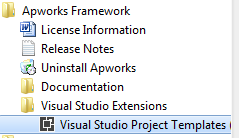 Apworks Framework
License Information
Release Notes
Uninstall Apworks
Documentation
Visual Studio Extensions
Visual Studio Project Templates (